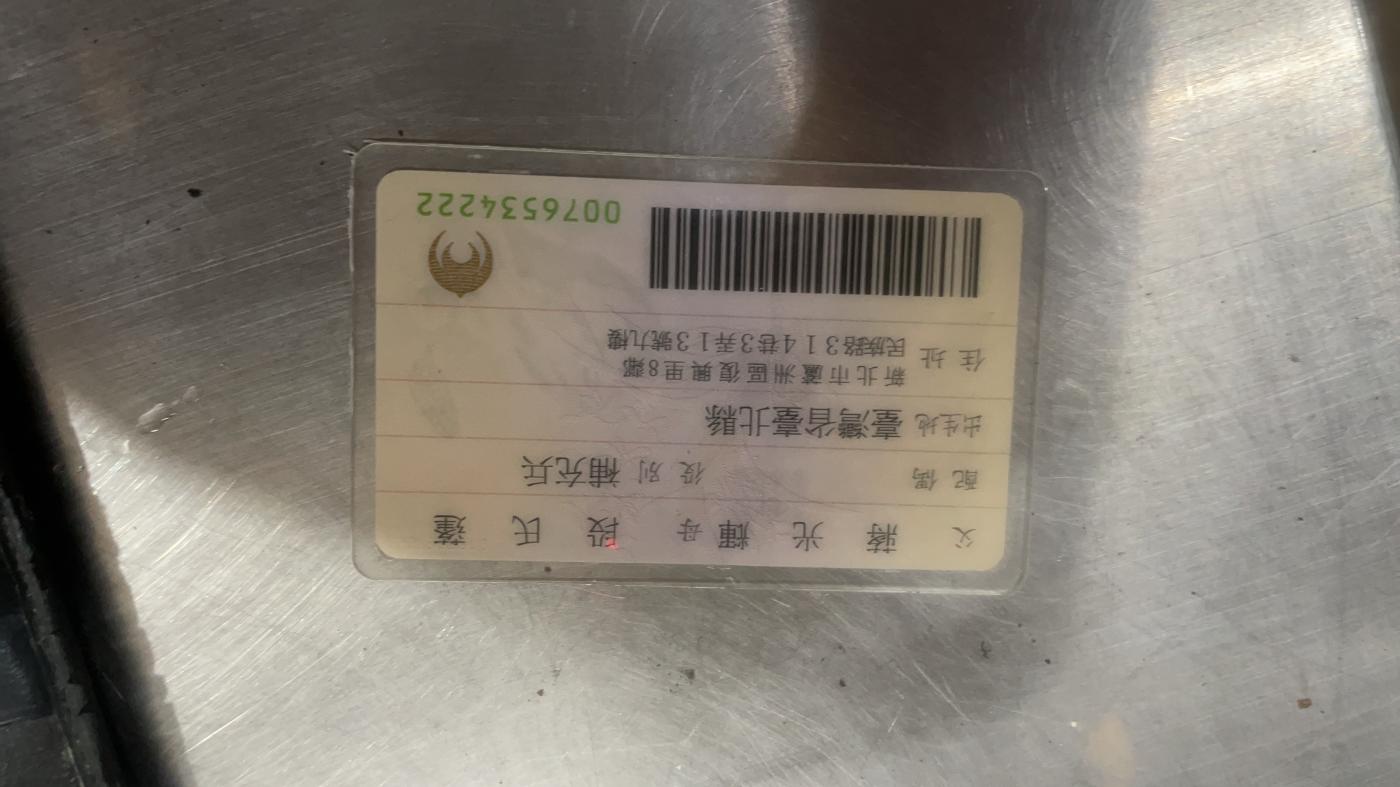 父 蔣光輝 母 段氏蓬
配偶 役別 補充兵
出生地 臺灣省臺北縣
住址 新北市蘆洲區復興里8鄰
民族路314巷3弄13號九樓
0076534222